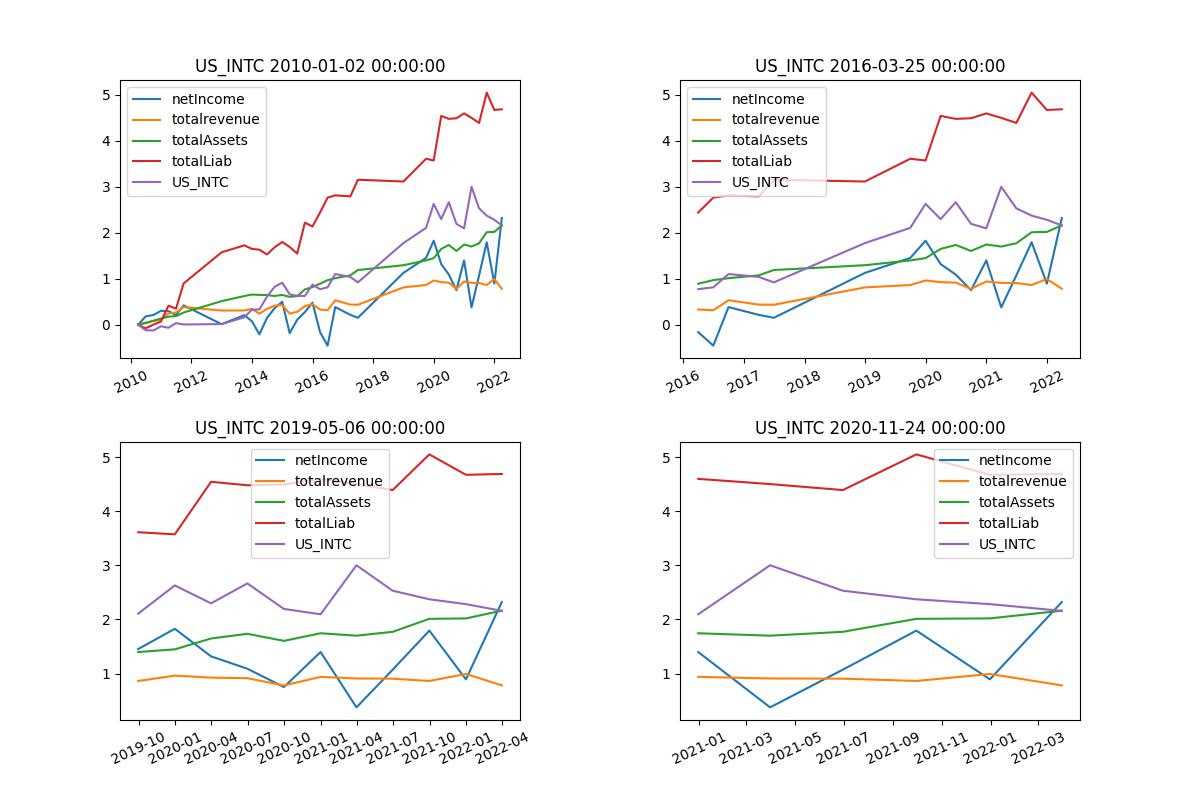 US_INTC 2010-01-02 00:00:00
netIncome
totalrevenue
totalAssets
totalLiab
US_INTC
5
4
3
2
1
0
2010 2012 2014 2016 2018 2020 2022
US_INTC 2016-03-25 00:00:00
netIncome
totalrevenue
totalAssets
totalLiab
US_INTC
5
4
3
2
1
0
2016 2017 2018 2019 2020 2021 2022
US_INTC 2019-05-06 00:00:00
netIncome
totalrevenue
totalAssets
totalLiab
US_INTC
5
4
3
2
1
2019-10 2020-01 2020-04 2020-07 2020-10 2021-01 2021-04 2021-07 2021-10 2022-01 2022-04
US_INTC 2020-11-24 00:00:00
netIncome
totalrevenue
totalAssets
totalLiab
US_INTC
5
4
3
2
1
2021-01 2021-03 2021-05 2021-07 2021-09 2021-11 2022-01 2022-03